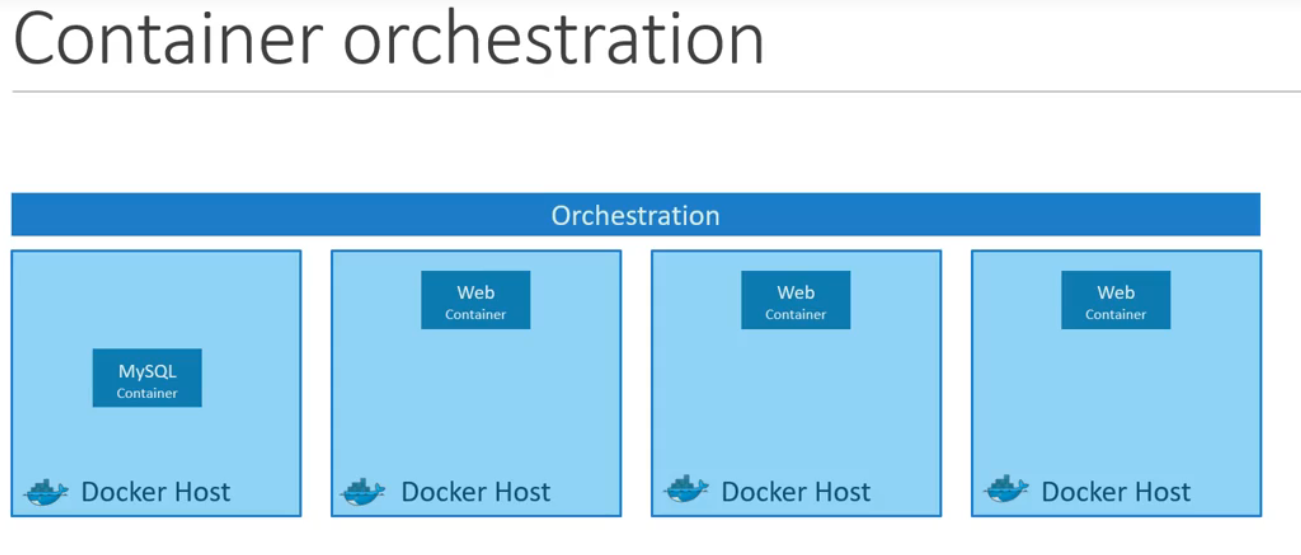 Container orchestration
Orchestration
MySQL
Container
Docker Host
Web
Container
Docker Host
Web
Container
Docker Host
Web
Container
Docker Host